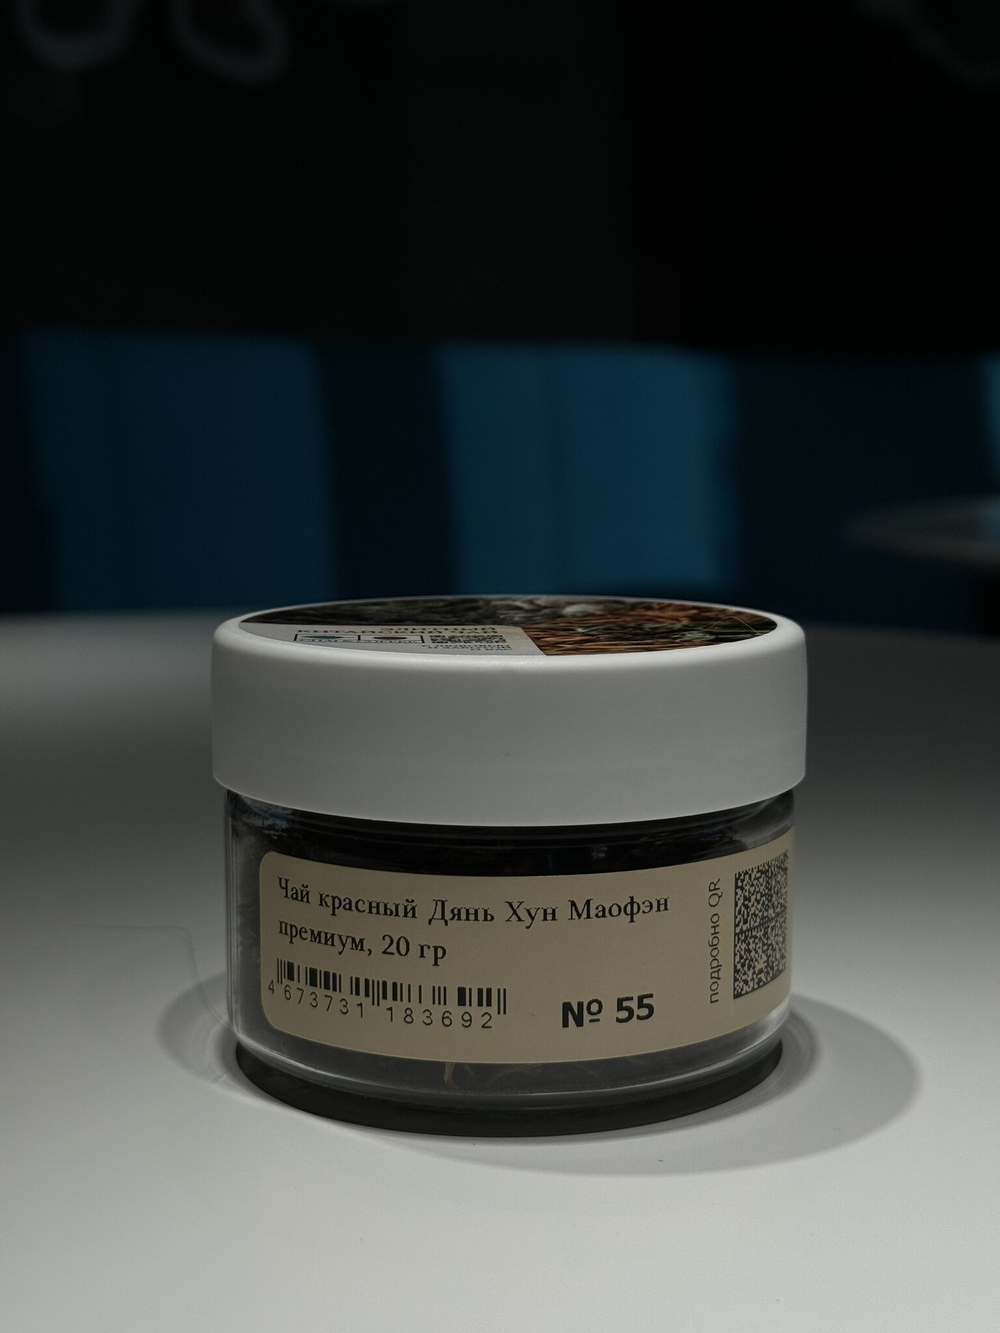 Чай красный Дянь Хун Маофэн
премиум, 20 гр
4 673731 183692
№ 55
подробно QR